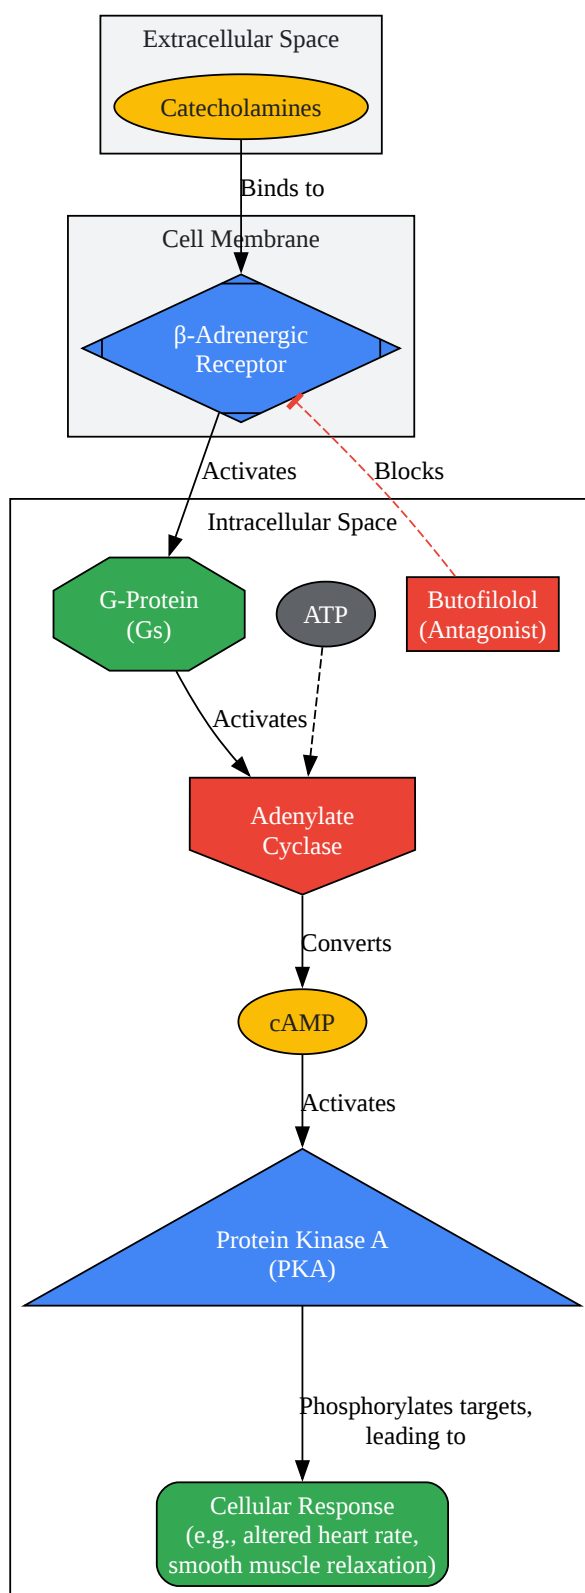 Extracellular Space
Catecholamines
Binds to
Cell Membrane
β-Adrenergic
Receptor
Activates
Blocks
Intracellular Space
G-Protein
(Gs)
ATP
Butofilolol
(Antagonist)
Activates
Adenylate
Cyclase
Converts
cAMP
Activates
Protein Kinase A
(PKA)
Phosphorylates targets,
leading to
Cellular Response
(e.g., altered heart rate,
smooth muscle relaxation)